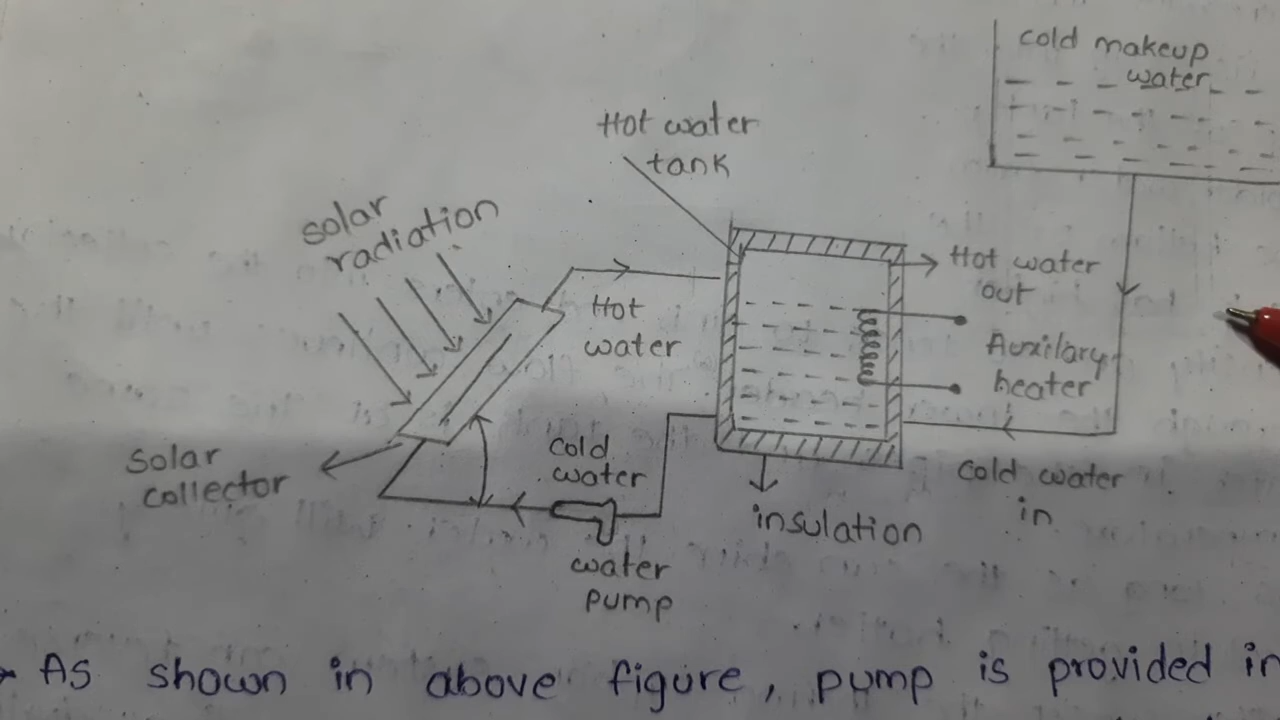 cold makeup
water
Hot water
tank
solar
radiation
Hot water
out
Hot
water
Auxilary
heater
Solar
collector
cold
water
cold water
in
insulation
water
pump
As shown in above figure, pump is provided in